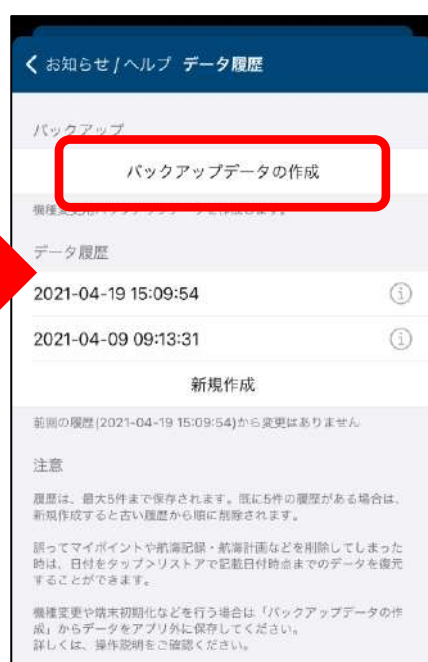 お知らせ/ヘルプ データ履歴
バックアップ
バックアップデータの作成
データ履歴
2021-04-19 15:09:54
2021-04-09 09:13:31
新規作成
前回の履歴(2021-04-19 15:09:54)から変更はありません
注意
履歴は、最大5件まで保存されます。既に5件の履歴がある場合は、
新規作成すると古い履歴から順に削除されます。
誤ってマイポイントや航海記録・航海計画などを削除してしまった
時は、日付をタップ>リストアで記載日付時点までのデータを復元
することができます。
機種変更や端末初期化などを行う場合は「バックアップデータの作
成」からデータをアプリ外に保存してください。
詳しくは、操作説明をご確認ください。